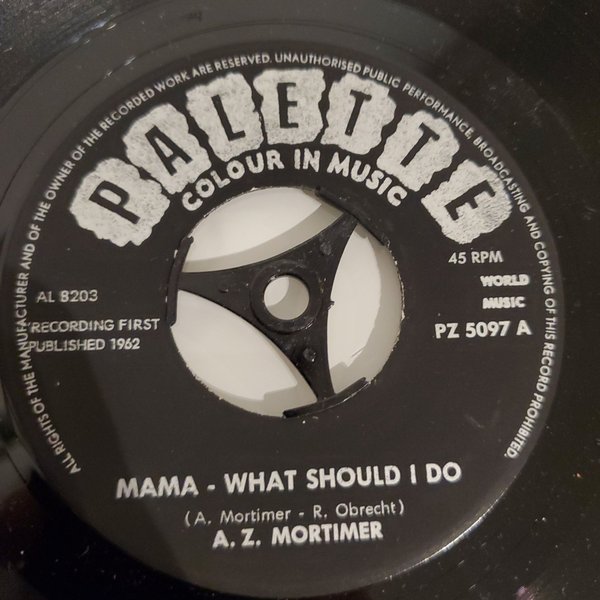 ALL RIGHTS OF THE MANUFACTURER AND OF THE OWNER OF THE RECORDED WORK ARE RESERVED. UNAUTHORISED PUBLIC PERFORMANCE, BROADCASTING AND COPYING OF THIS RECORD PROHIBITED.
PALETTE
COLOUR IN MUSIC
45 RPM
WORLD
MUSIC
AL 8203
PZ 5097 A
RECORDING FIRST
PUBLISHED 1962
MAMA - WHAT SHOULD I DO
(A. Mortimer - R. Obrecht)
A. Z. MORTIMER